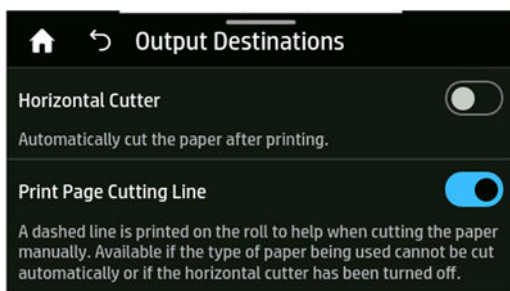 Output Destinations
Horizontal Cutter
Automatically cut the paper after printing.
Print Page Cutting Line
A dashed line is printed on the roll to help when cutting the paper
manually. Available if the type of paper being used cannot be cut
automatically or if the horizontal cutter has been turned off.